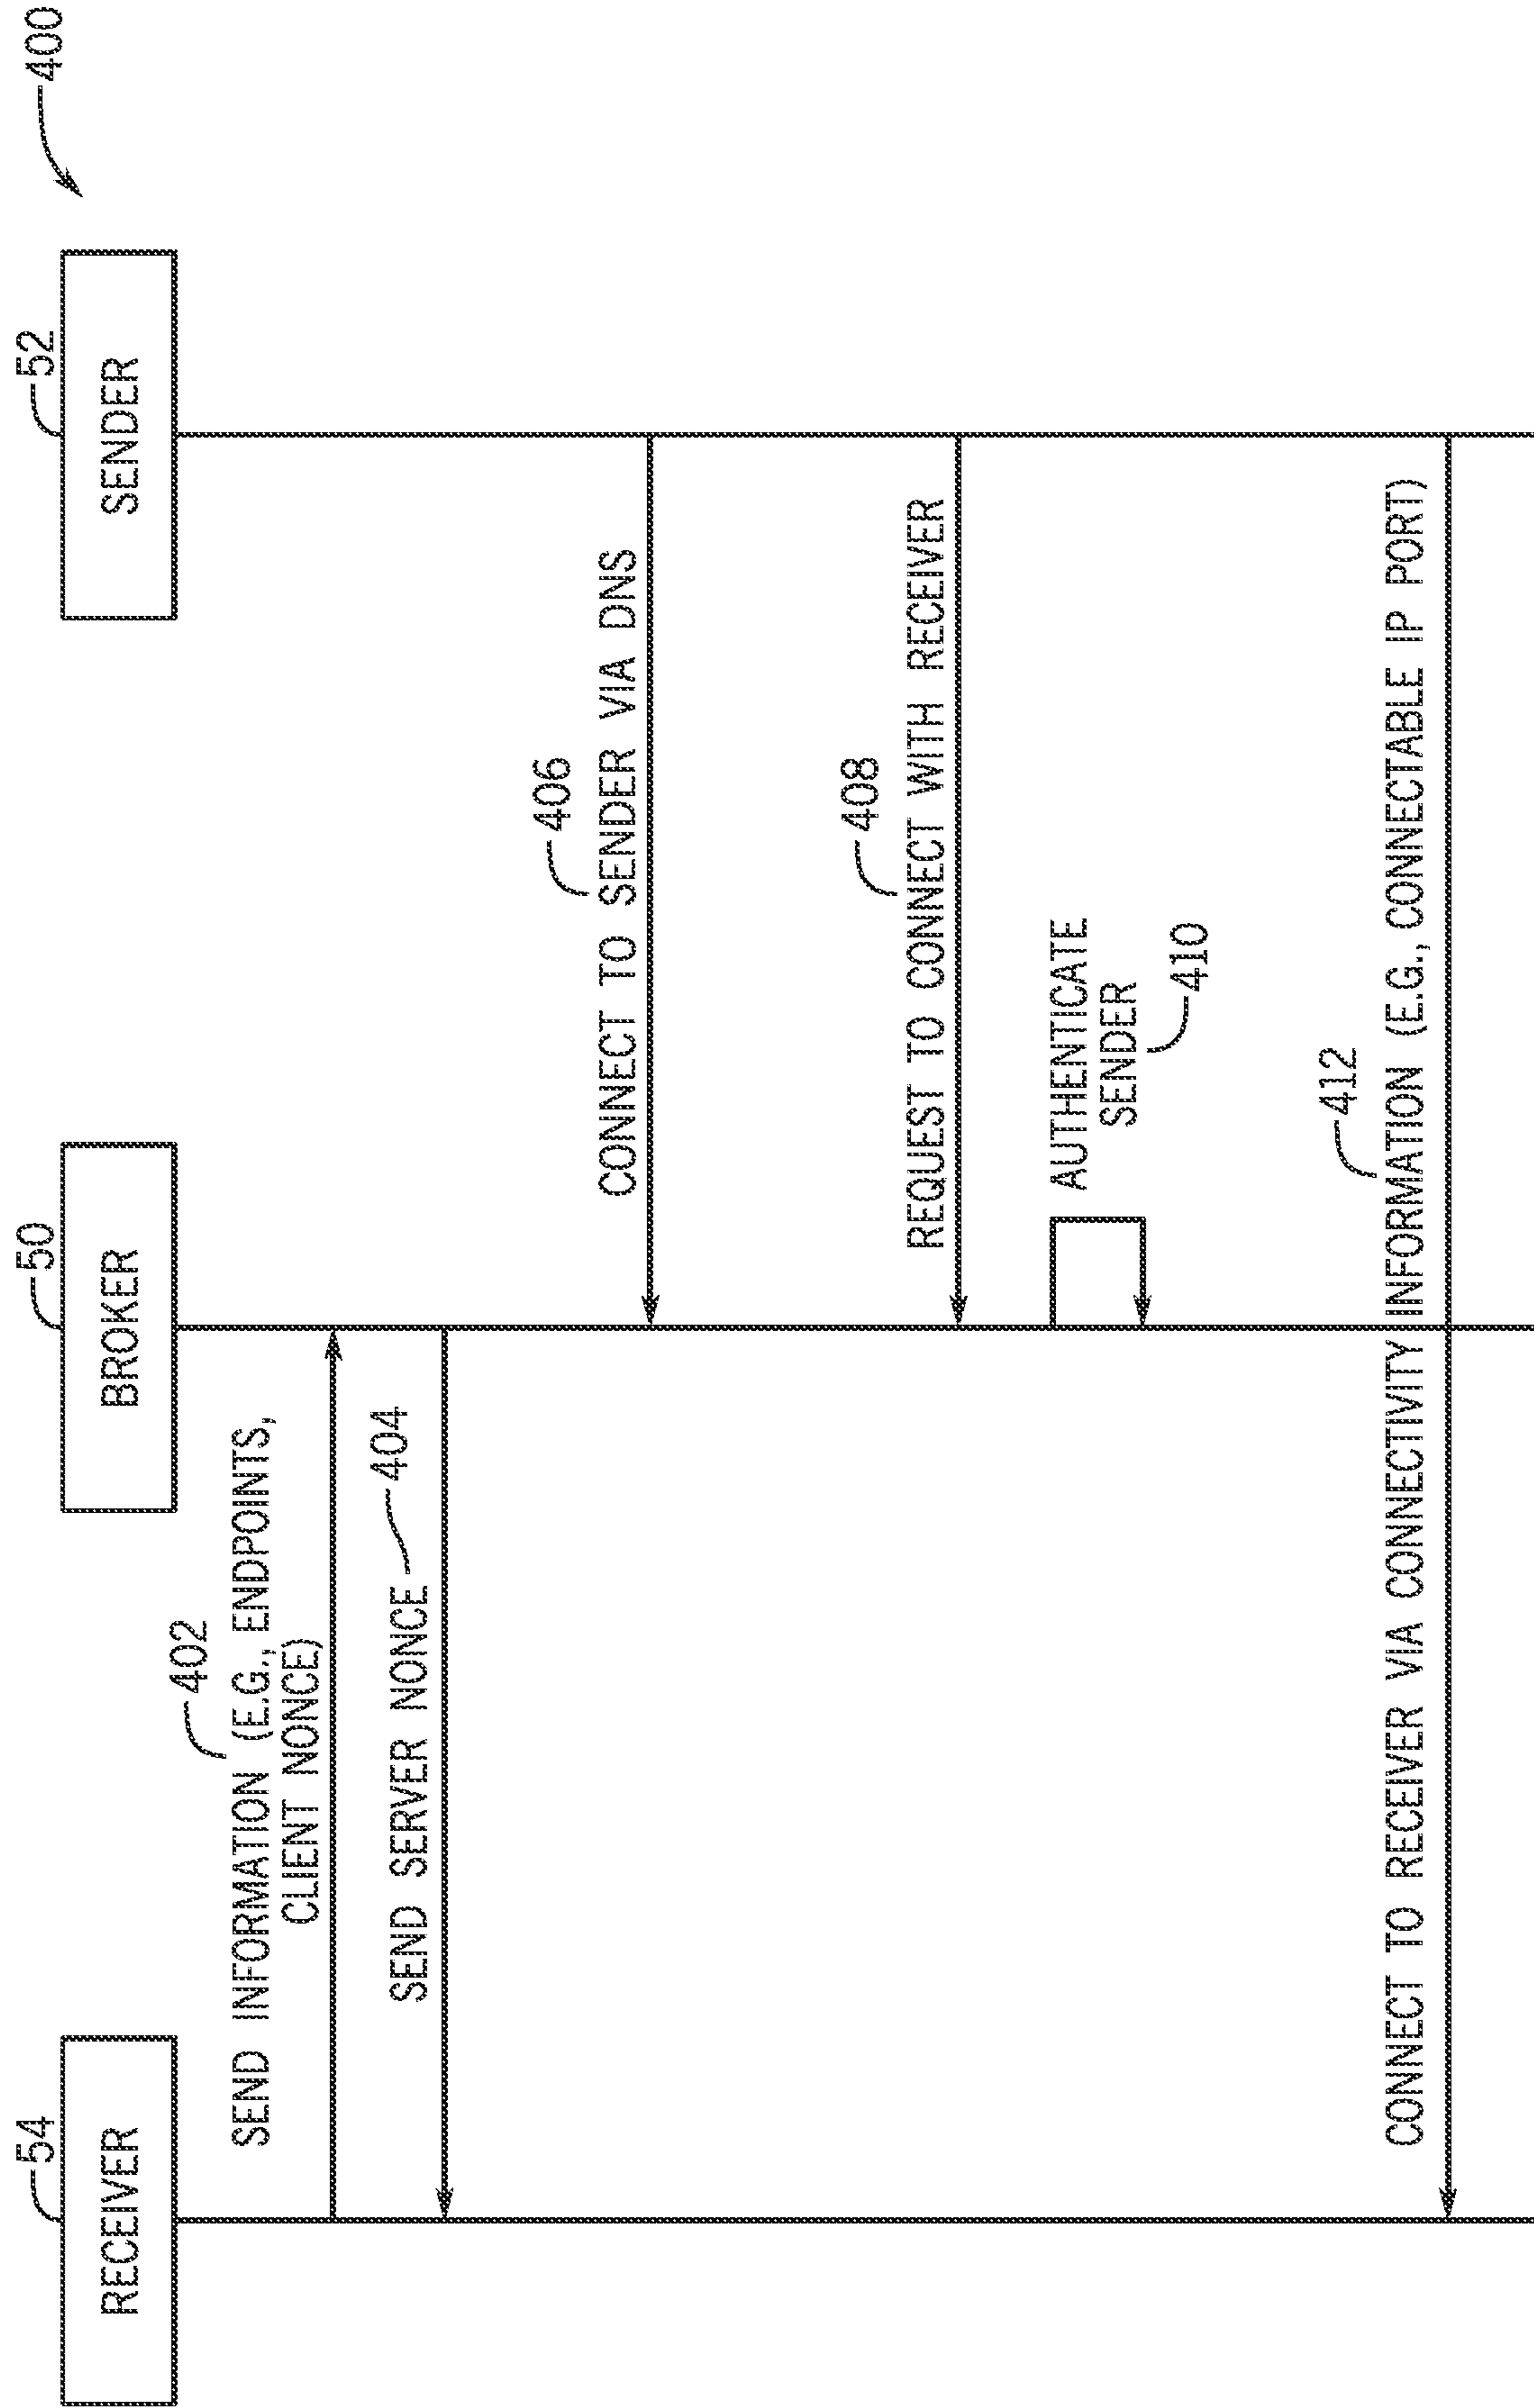 400
54
RECEIVER
50
BROKER
52
SENDER
402
SEND INFORMATION (E.G., ENDPOINTS,
CLIENT NONCE)
SEND SERVER NONCE
404
406
CONNECT TO SENDER VIA DNS
408
REQUEST TO CONNECT WITH RECEIVER
AUTHENTICATE
SENDER
410
412
CONNECT TO RECEIVER VIA CONNECTIVITY INFORMATION (E.G., CONNECTABLE IP PORT)